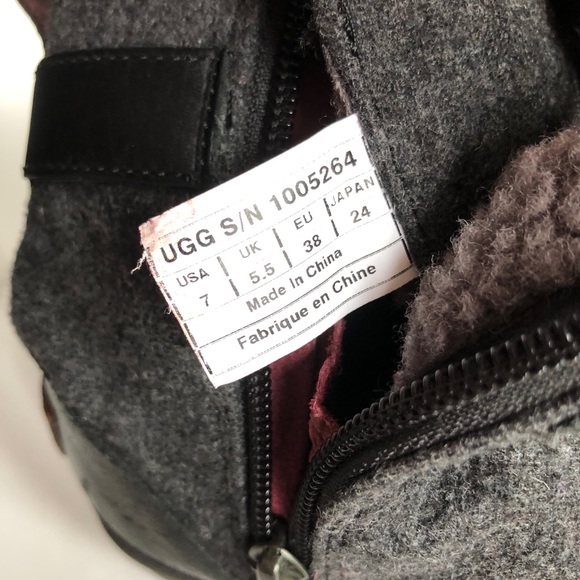 UGG S/N 1005264
USA UK EU JAPAN
7 5.5 38 24
Made in China
Fabrique en Chine